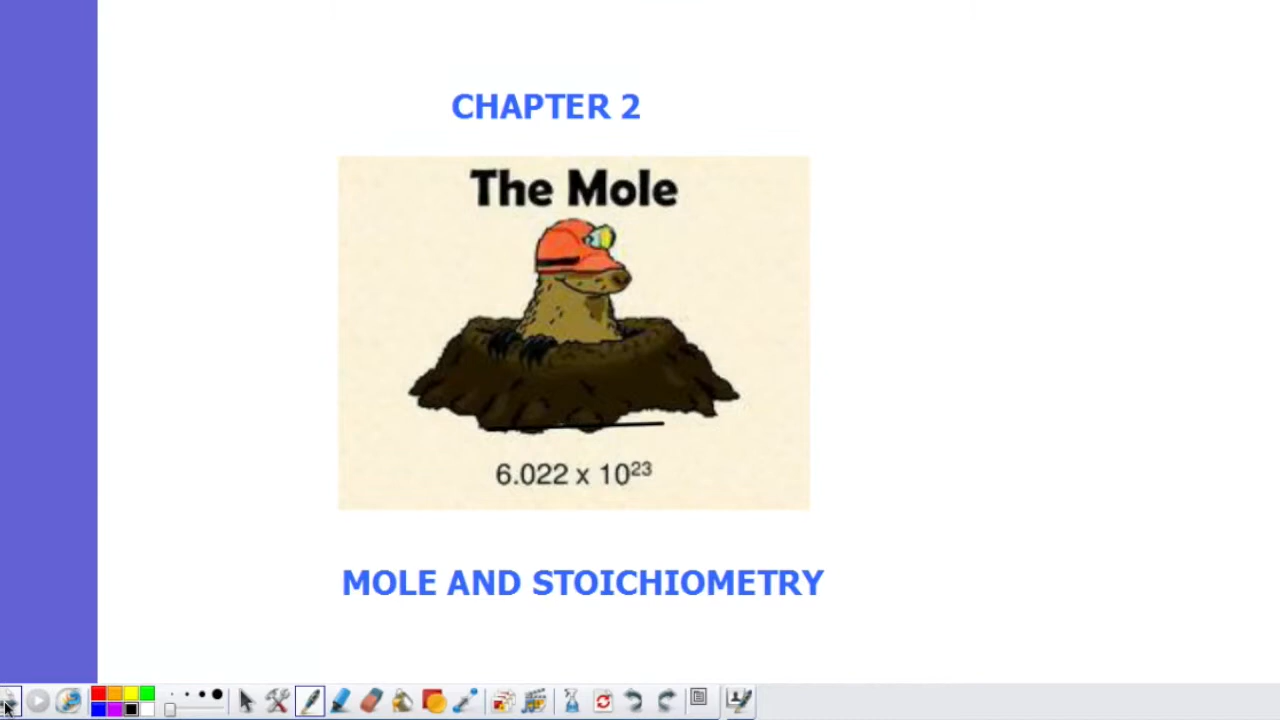 CHAPTER 2
The Mole
6.022 x 10²³
MOLE AND STOICHIOMETRY